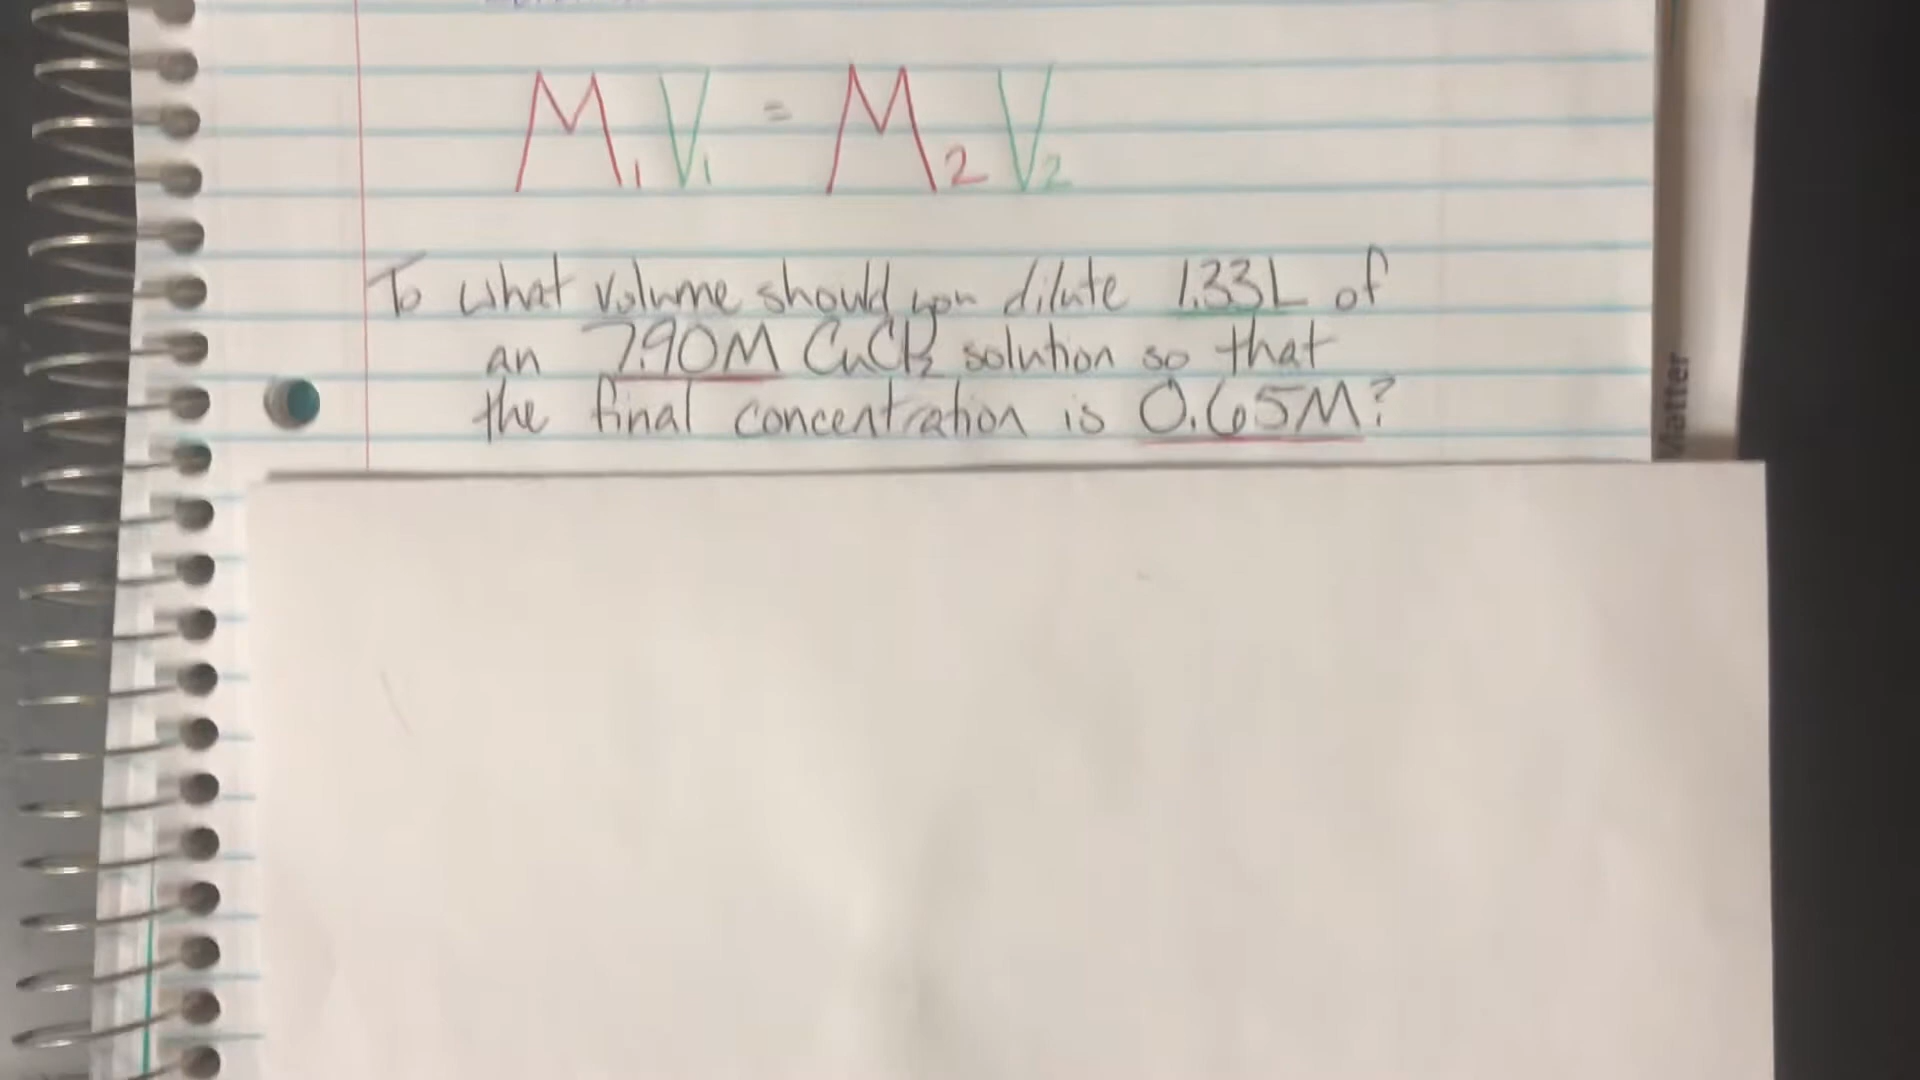 M₁V₁ = M₂V₂
To what volume should you dilute 1.33L of
an 7.90M CuCl₂ solution so that
the final concentration is 0.65M?
Matter